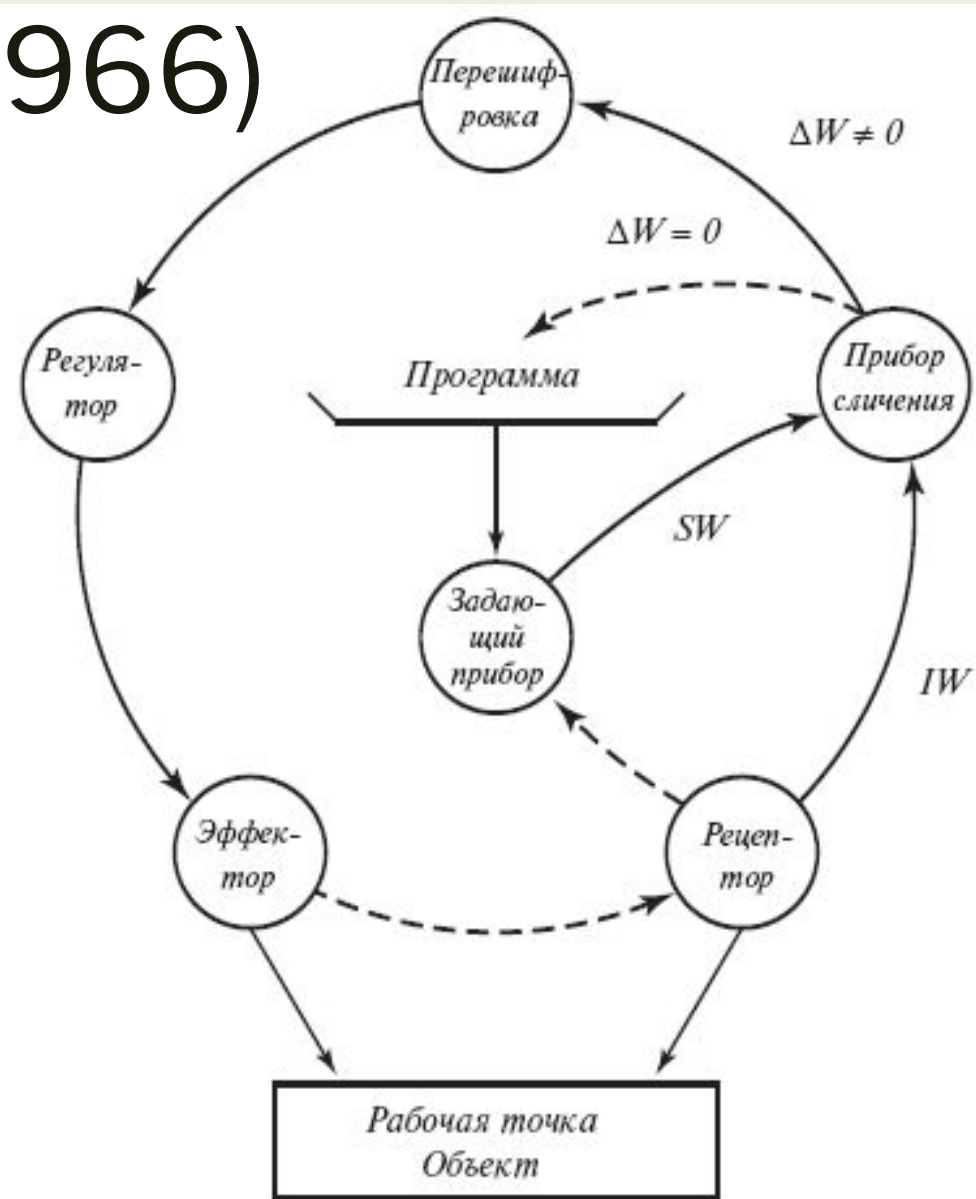 966)
Перешиф-
ровка
ΔW ≠ 0
ΔW = 0
Регуля-
тор
Программа
Прибор
сличения
SW
Задаю-
щий
прибор
IW
Эффек-
тор
Рецеп-
тор
Рабочая точка
Объект